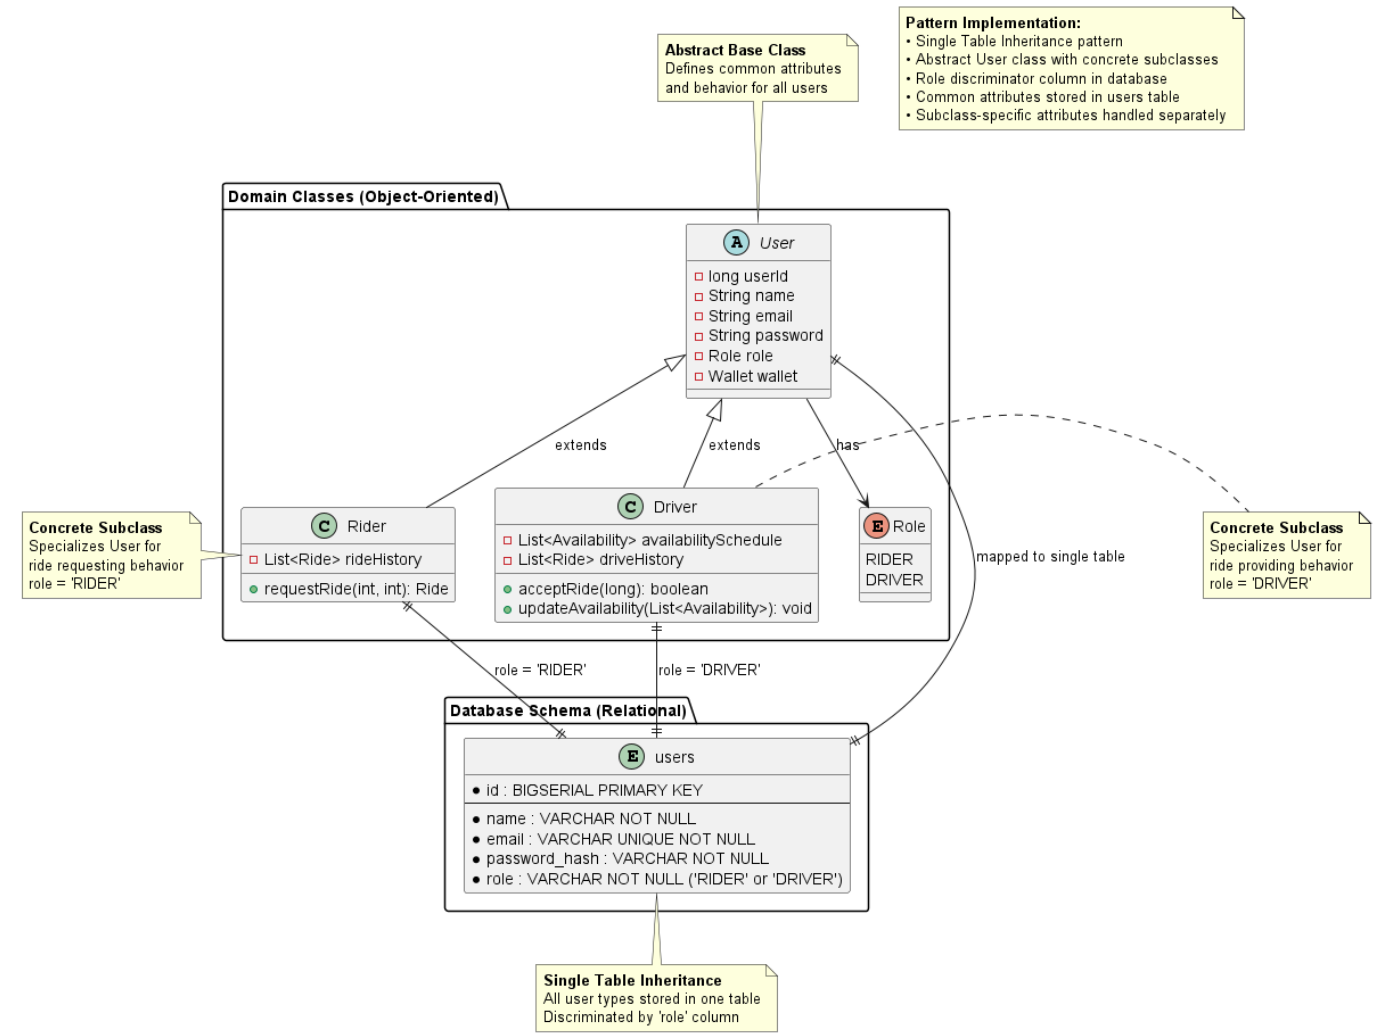 Pattern Implementation:
• Single Table Inheritance pattern
• Abstract User class with concrete subclasses
• Role discriminator column in database
• Common attributes stored in users table
• Subclass-specific attributes handled separately
Abstract Base Class
Defines common attributes
and behavior for all users
Domain Classes (Object-Oriented)
A User
long userId
String name
String email
String password
Role role
Wallet wallet
extends
extends
has
Concrete Subclass
Specializes User for
ride requesting behavior
role = 'RIDER'
C Rider
List<Ride> rideHistory
requestRide(int, int): Ride
C Driver
List<Availability> availabilitySchedule
List<Ride> driveHistory
acceptRide(long): boolean
updateAvailability(List<Availability>): void
E Role
RIDER
DRIVER
mapped to single table
Concrete Subclass
Specializes User for
ride providing behavior
role = 'DRIVER'
role = 'RIDER'
role = 'DRIVER'
Database Schema (Relational)
E users
id : BIGSERIAL PRIMARY KEY
name : VARCHAR NOT NULL
email : VARCHAR UNIQUE NOT NULL
password_hash : VARCHAR NOT NULL
role : VARCHAR NOT NULL ('RIDER' or 'DRIVER')
Single Table Inheritance
All user types stored in one table
Discriminated by 'role' column